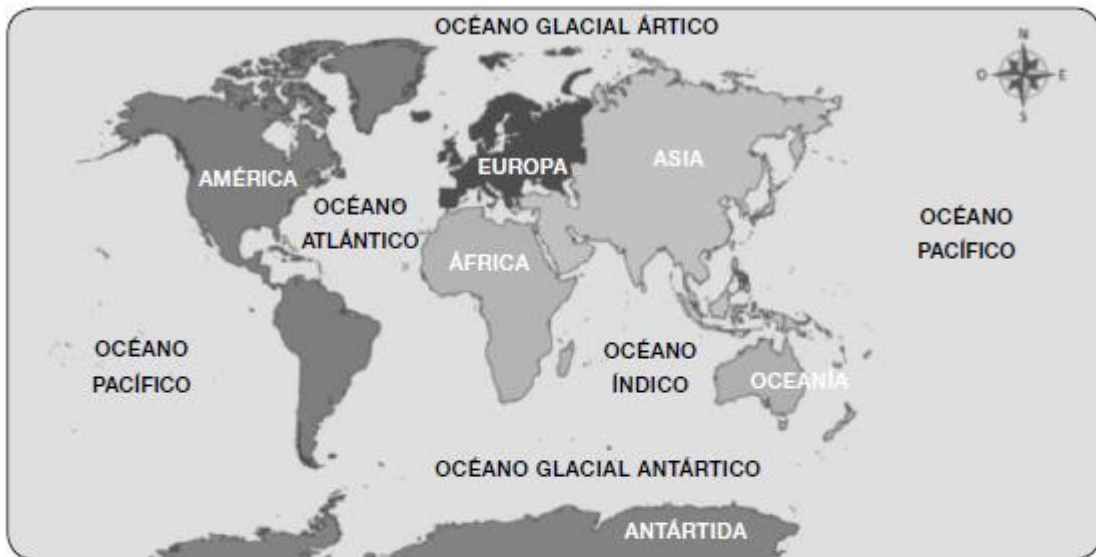 OCÉANO GLACIAL ÁRTICO
N
O
E
S
AMÉRICA
EUROPA
ASIA
OCÉANO
ATLÁNTICO
OCÉANO
PACÍFICO
ÁFRICA
OCÉANO
PACÍFICO
OCÉANO
ÍNDICO
OCEANÍA
OCÉANO GLACIAL ANTÁRTICO
ANTÁRTIDA